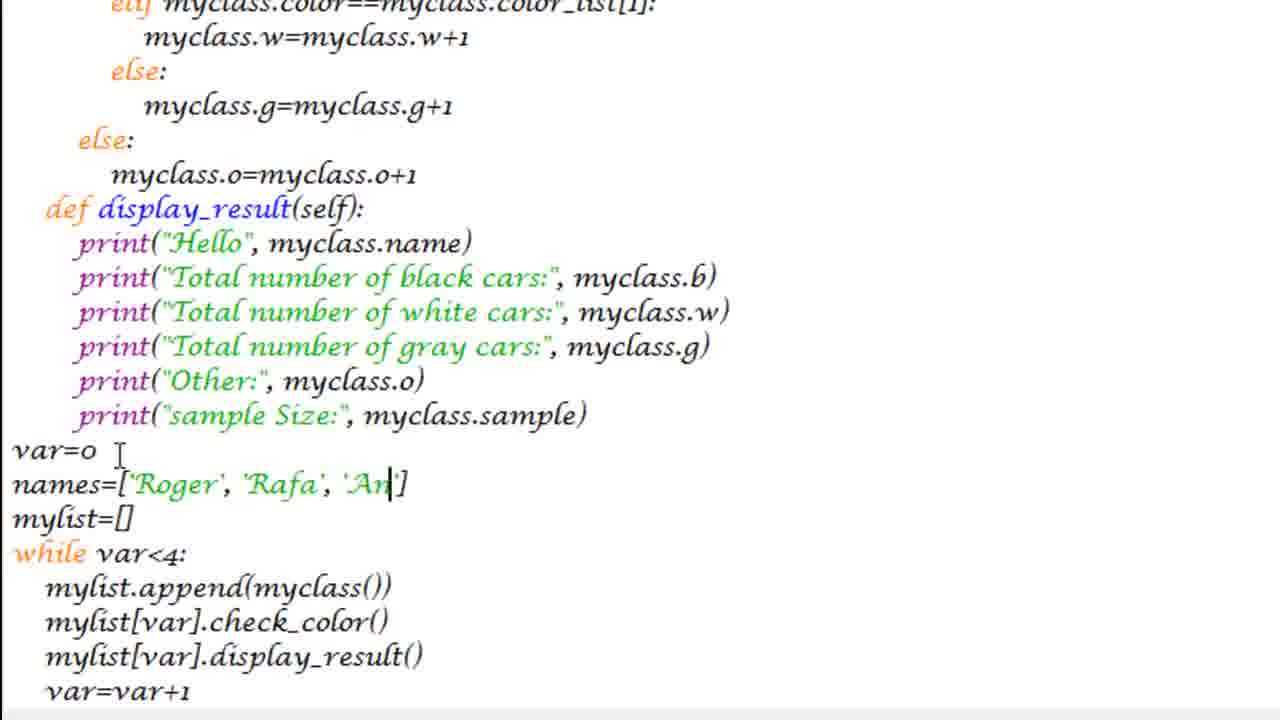 elif myclass.color==myclass.color_list[1]:
myclass.w=myclass.w+1
else:
myclass.g=myclass.g+1
else:
myclass.o=myclass.o+1
def display_result(self):
print("Hello", myclass.name)
print("Total number of black cars:", myclass.b)
print("Total number of white cars:", myclass.w)
print("Total number of gray cars:", myclass.g)
print("Other:", myclass.o)
print("sample Size:", myclass.sample)
var=0
names=['Roger', 'Rafa', 'An']
mylist=[]
while var<4:
mylist.append(myclass())
mylist[var].check_color()
mylist[var].display_result()
var=var+1